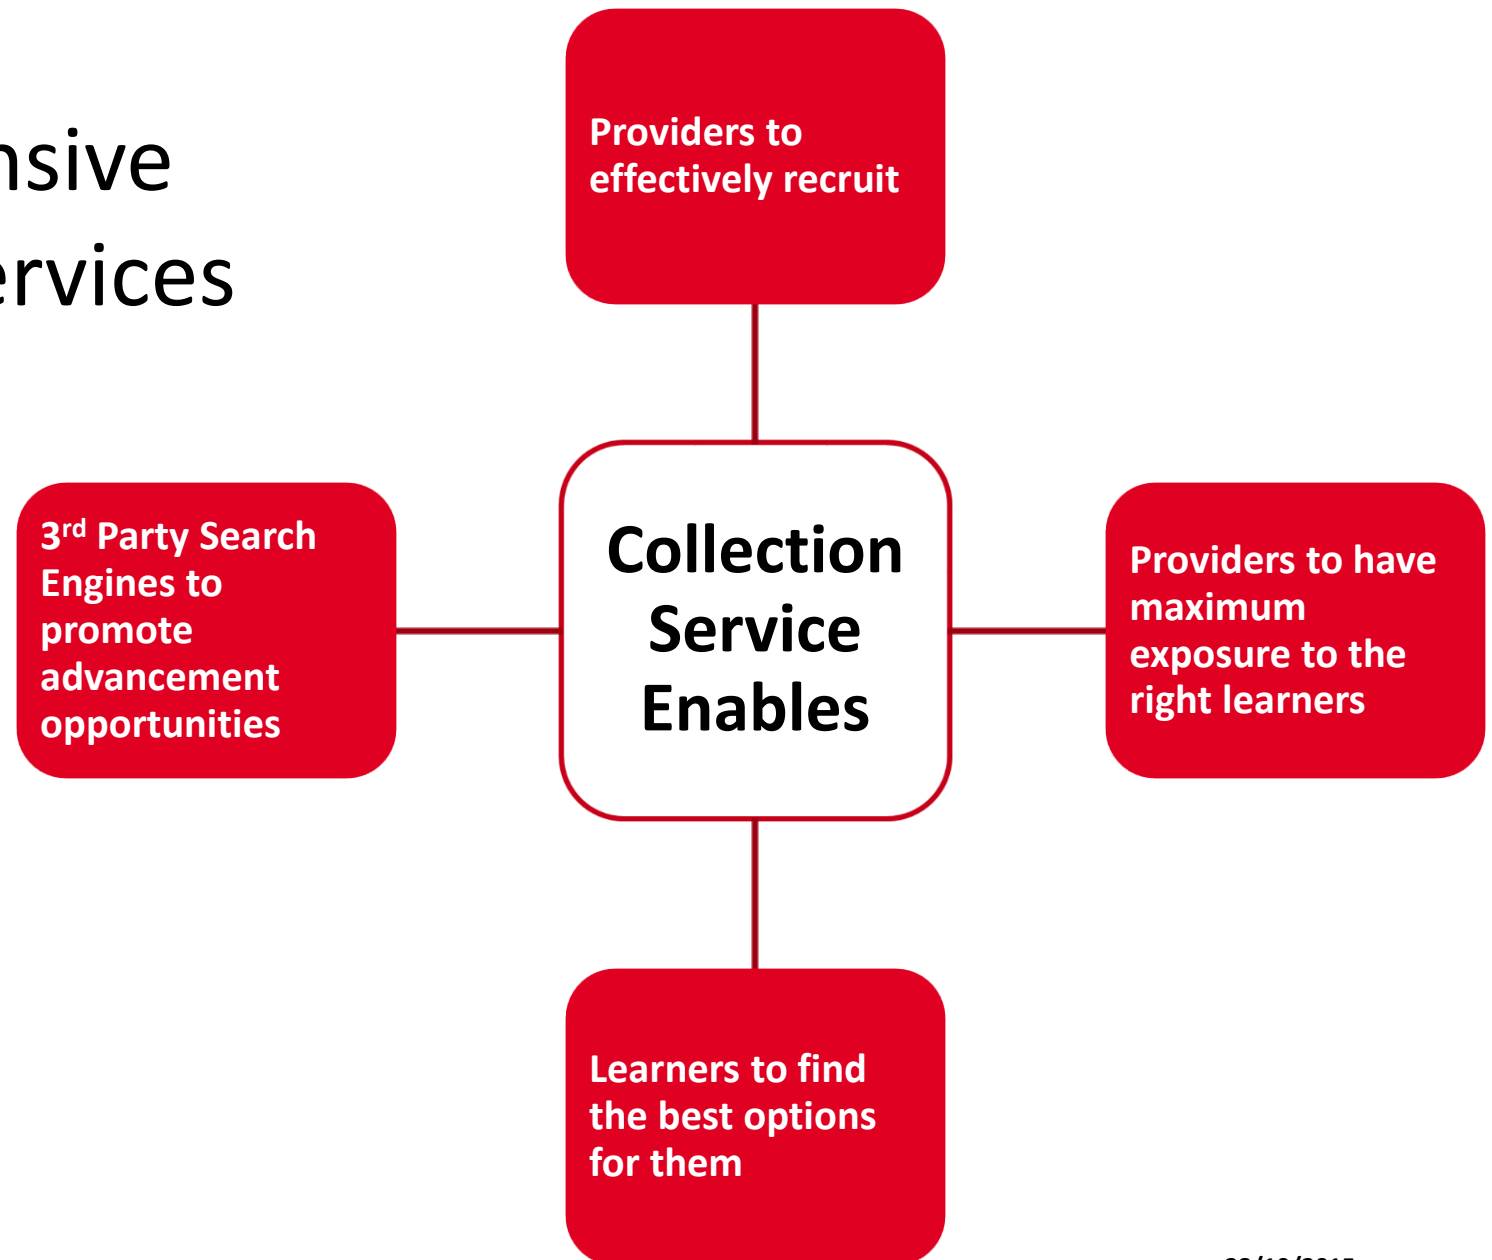 nsive
ervices
Providers to
effectively recruit
3rd Party Search
Engines to
promote
advancement
opportunities
Collection
Service
Enables
Providers to have
maximum
exposure to the
right learners
Learners to find
the best options
for them